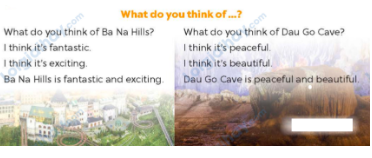 What do you think of ...?
What do you think of Ba Na Hills?
I think it's fantastic.
I think it's exciting.
Ba Na Hills is fantastic and exciting.
What do you think of Dau Go Cave?
I think it's peaceful.
I think it's beautiful.
Dau Go Cave is peaceful and beautiful.